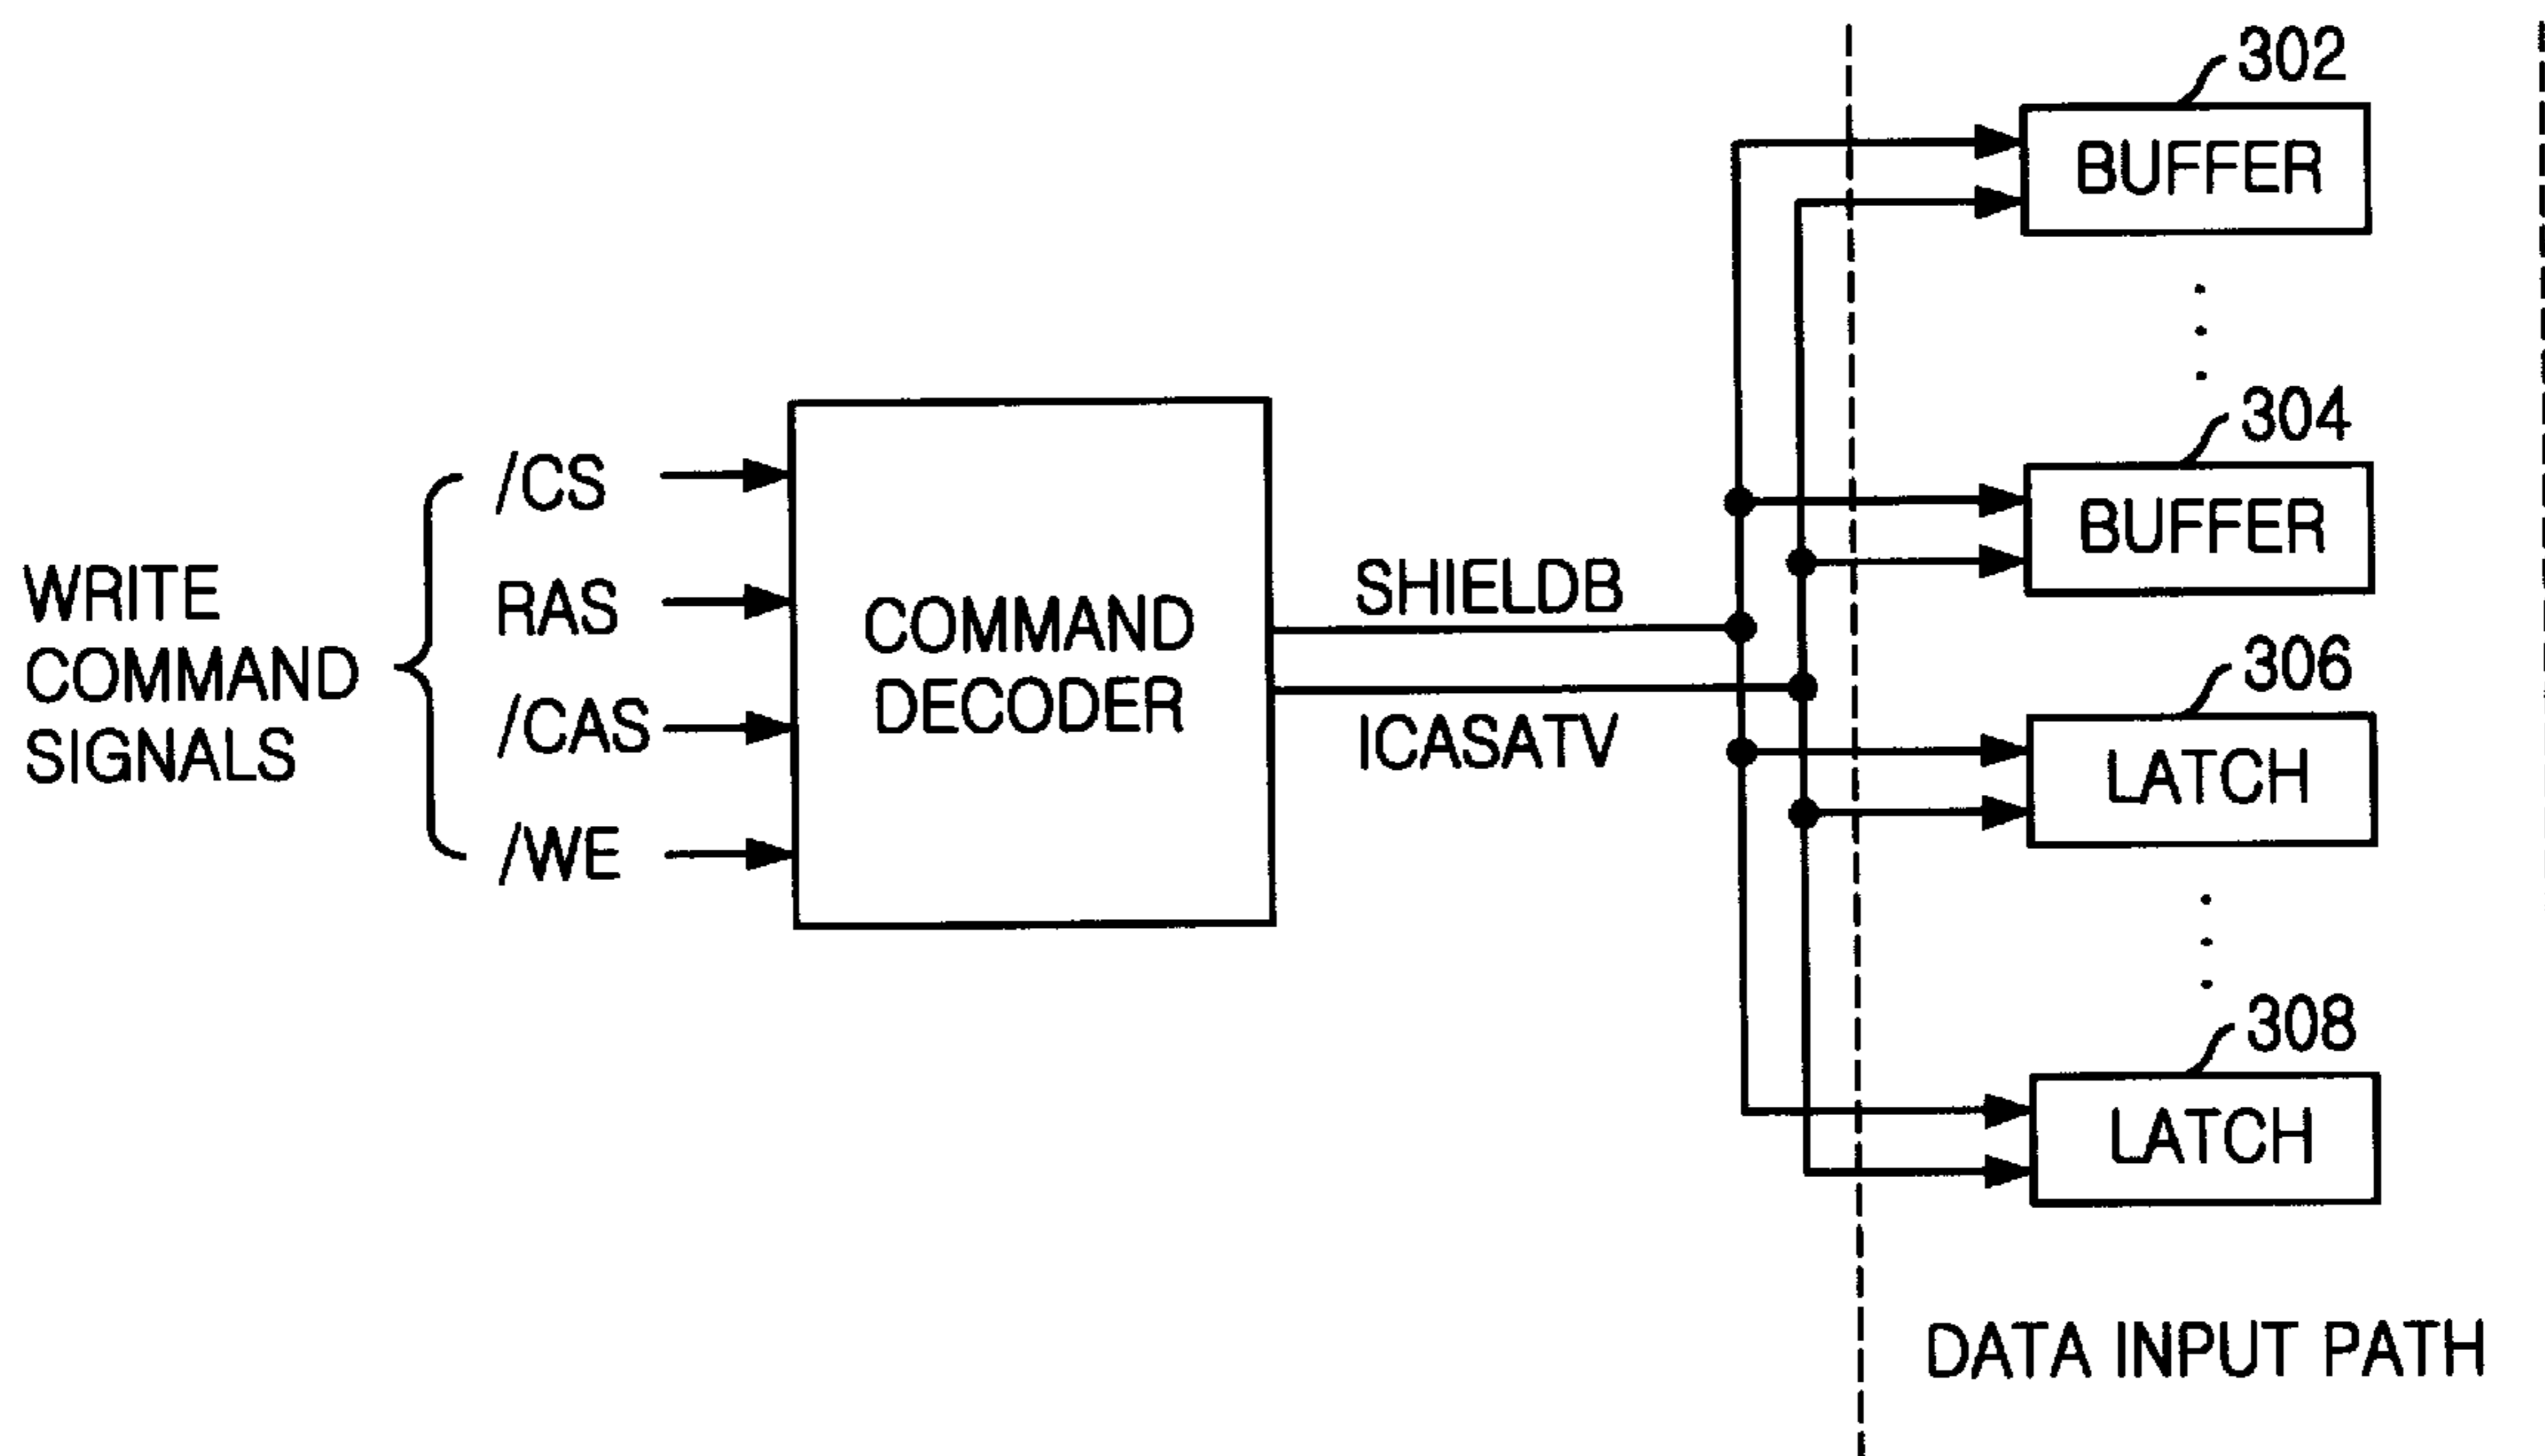 WRITE
COMMAND
SIGNALS
/CS
RAS
/CAS
/WE
COMMAND
DECODER
SHIELDB
ICASATV
302
BUFFER
304
BUFFER
306
LATCH
308
LATCH
DATA INPUT PATH